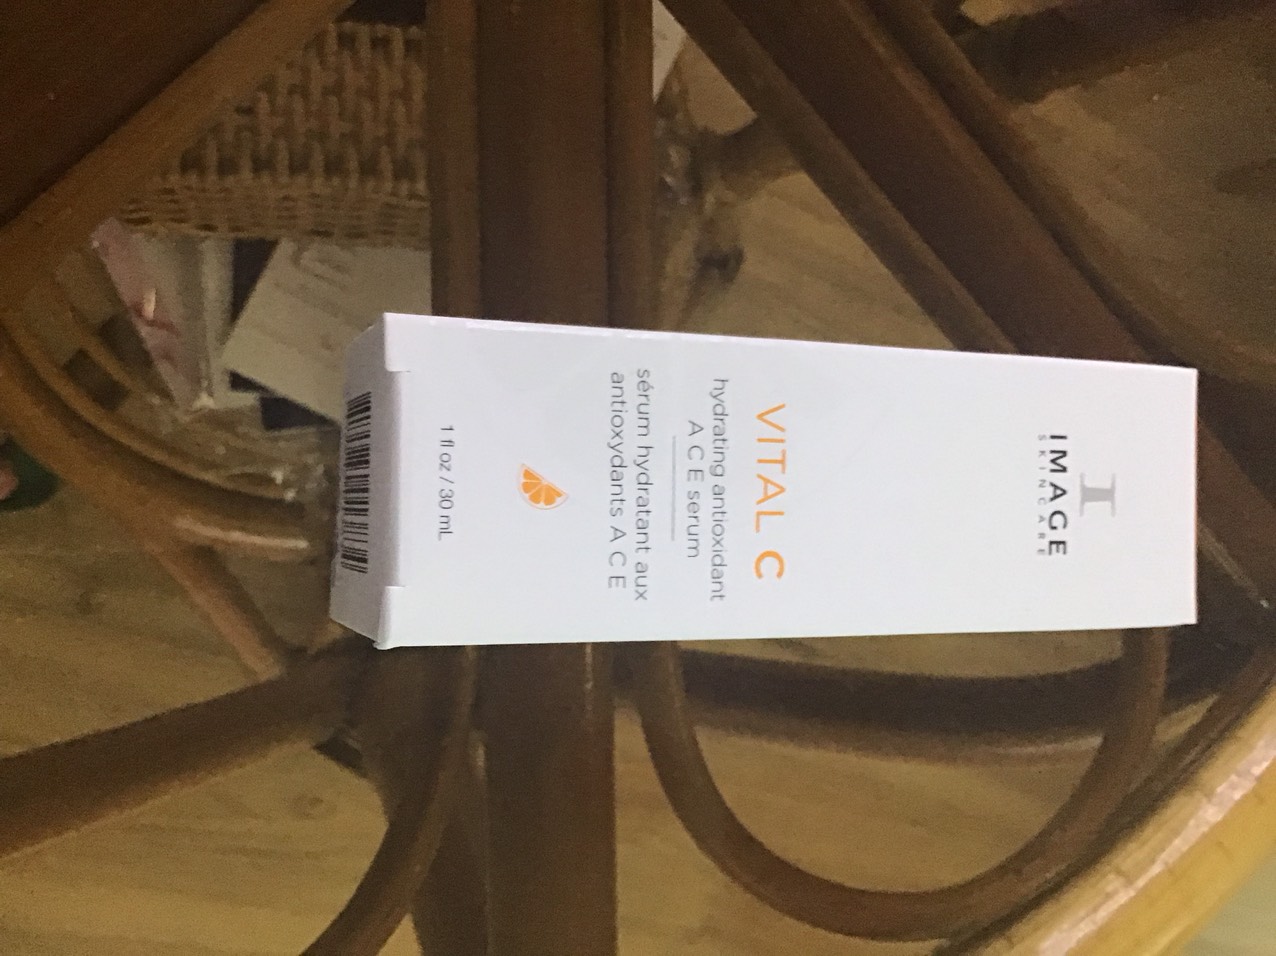 IMAGE
SKINCARE
VITAL C
hydrating antioxidant
A C E serum
sérum hydratant aux
antioxydants A C E
1 fl oz / 30 mL